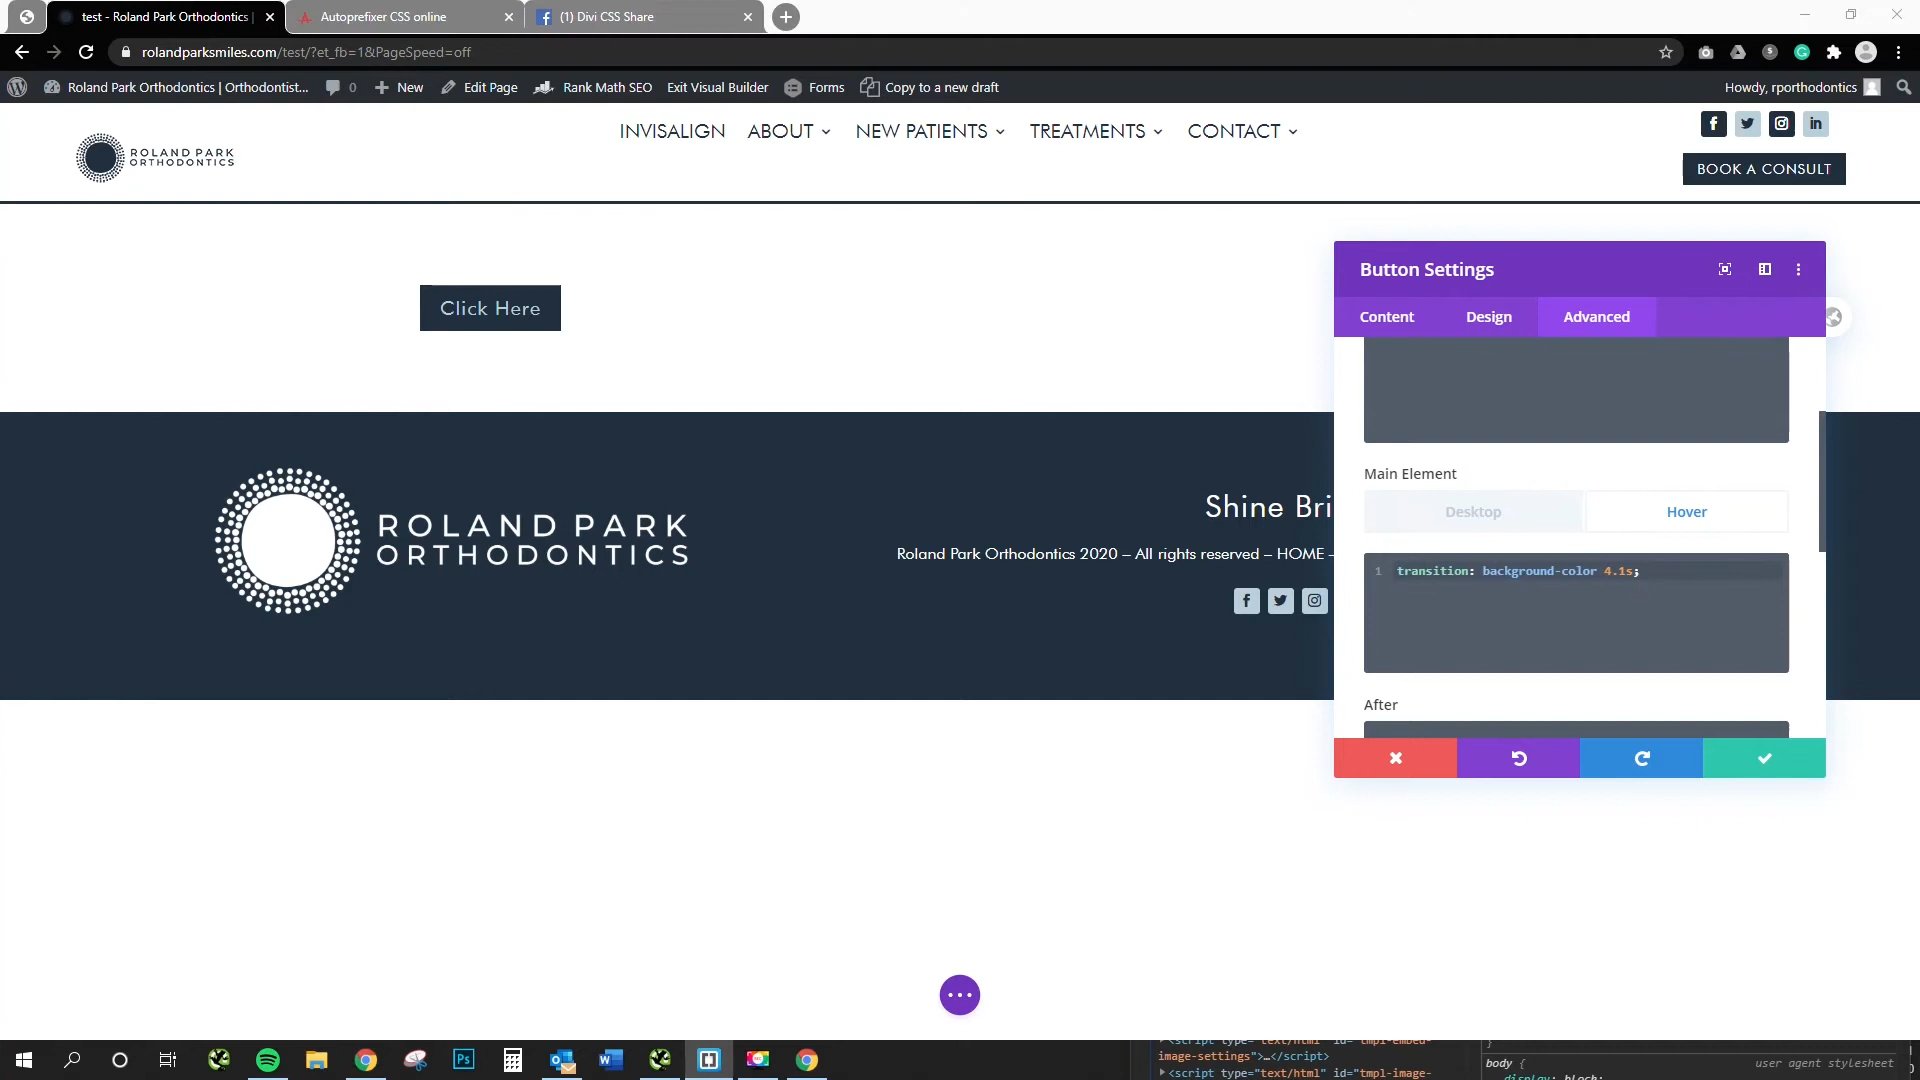 test - Roland Park Orthodontics |
Autoprefixer CSS online
(1) Divi CSS Share
rolandparksmiles.com/test/?et_fb=1&PageSpeed=off
Roland Park Orthodontics | Orthodontist...
0
New
Edit Page
Rank Math SEO
Exit Visual Builder
Forms
Copy to a new draft
Howdy, rporthodontics
ROLAND PARK
ORTHODONTICS
INVISALIGN
ABOUT
NEW PATIENTS
TREATMENTS
CONTACT
BOOK A CONSULT
Click Here
Button Settings
Content
Design
Advanced
Main Element
Desktop
Hover
1 transition: background-color 4.1s;
After
ROLAND PARK
ORTHODONTICS
Shine Bri
Roland Park Orthodontics 2020 – All rights reserved – HOME –
image-settings">…</script>
<script type="text/html" id="tmpl-image-
}
body {
user agent stylesheet
display: block;